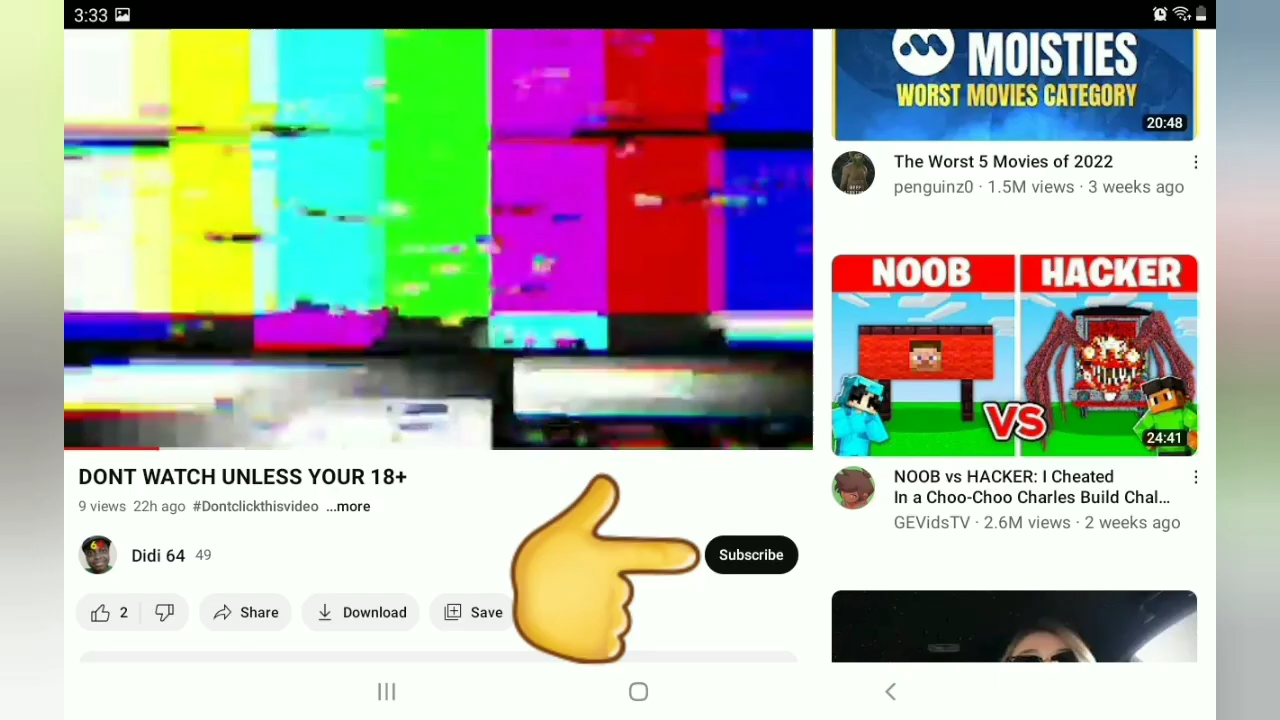 3:33
MOISTIES
WORST MOVIES CATEGORY
20:48
The Worst 5 Movies of 2022
penguinz0 · 1.5M views · 3 weeks ago
NOOB
HACKER
VS
24:41
NOOB vs HACKER: I Cheated
In a Choo-Choo Charles Build Chal...
GEVidsTV · 2.6M views · 2 weeks ago
DONT WATCH UNLESS YOUR 18+
9 views 22h ago #Dontclickthisvideo ...more
Didi 64 49
Subscribe
2
Share
Download
Save